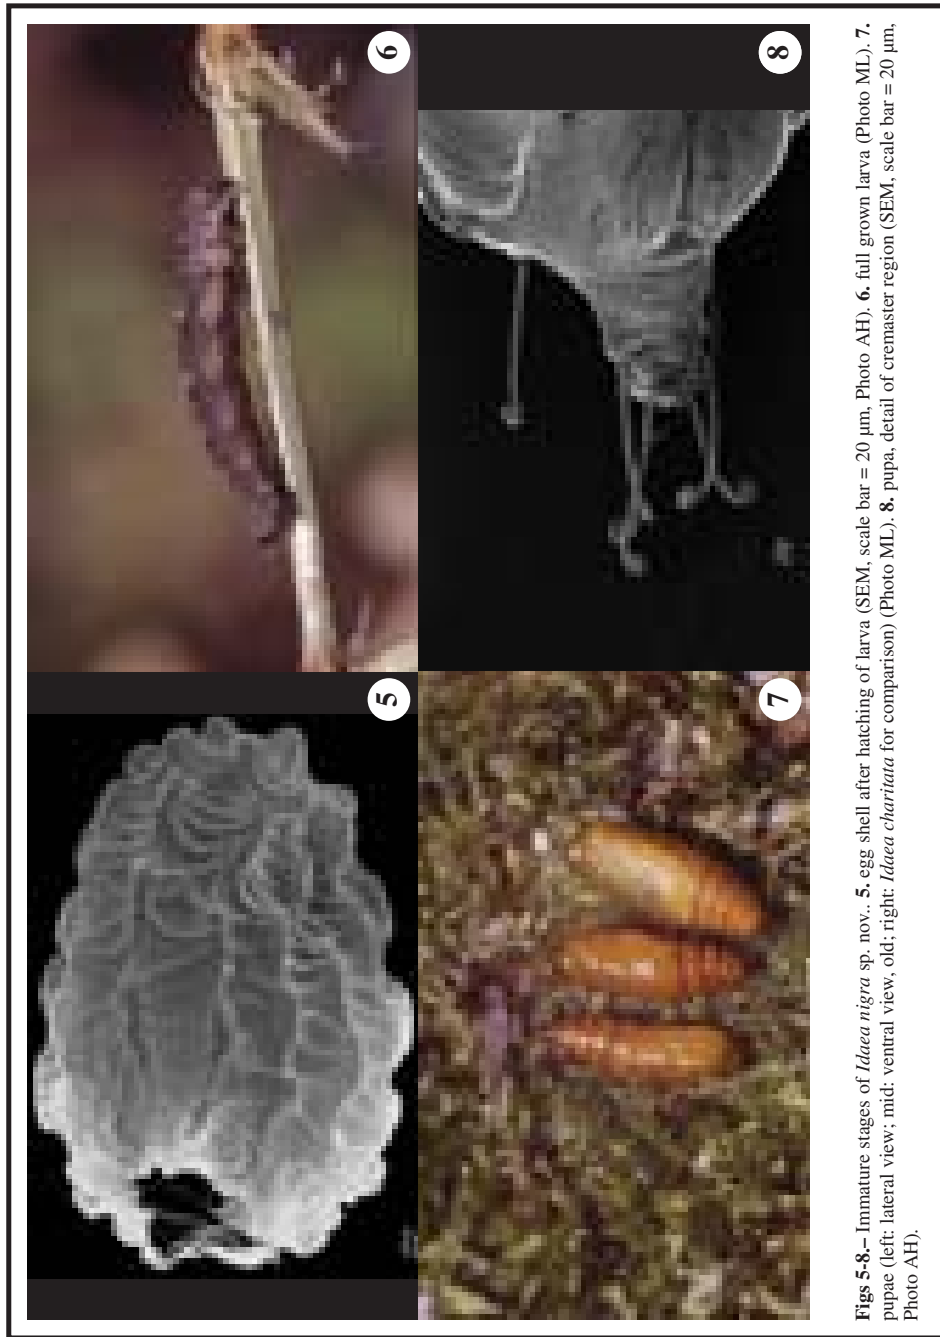 5
6
7
8
Figs 5-8.– Immature stages of Idaea nigra sp. nov.. 5. egg shell after hatching of larva (SEM, scale bar = 20 µm, Photo AH). 6. full grown larva (Photo ML). 7.
pupae (left: lateral view; mid: ventral view, old; right: Idaea charitata for comparison) (Photo ML). 8. pupa, detail of cremaster region (SEM, scale bar = 20 µm,
Photo AH).